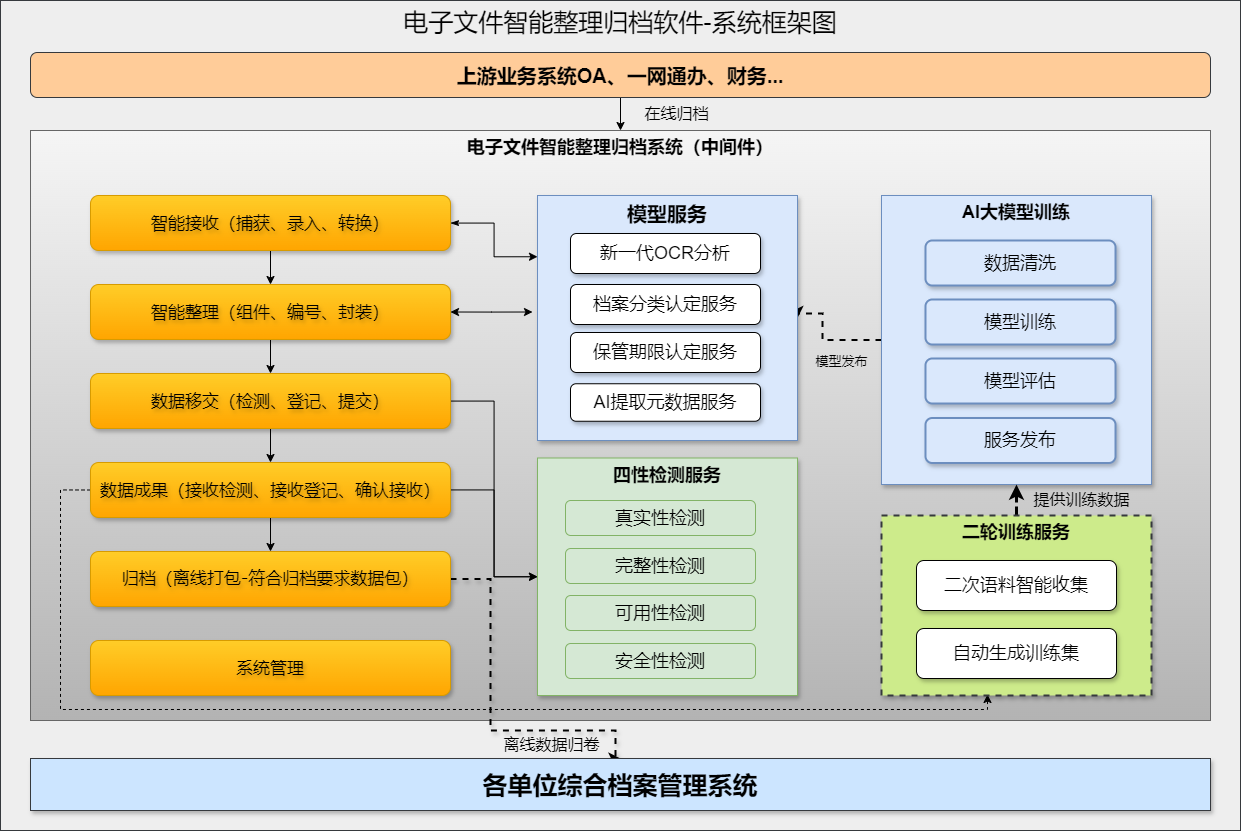 电子文件智能整理归档软件-系统框架图
上游业务系统OA、一网通办、财务...
在线归档
电子文件智能整理归档系统（中间件）
智能接收（捕获、录入、转换）
智能整理（组件、编号、封装）
数据移交（检测、登记、提交）
数据成果（接收检测、接收登记、确认接收）
归档（离线打包-符合归档要求数据包）
系统管理
模型服务
新一代OCR分析
档案分类认定服务
保管期限认定服务
AI提取元数据服务
四性检测服务
真实性检测
完整性检测
可用性检测
安全性检测
模型发布
AI大模型训练
数据清洗
模型训练
模型评估
服务发布
提供训练数据
二轮训练服务
二次语料智能收集
自动生成训练集
离线数据归卷
各单位综合档案管理系统